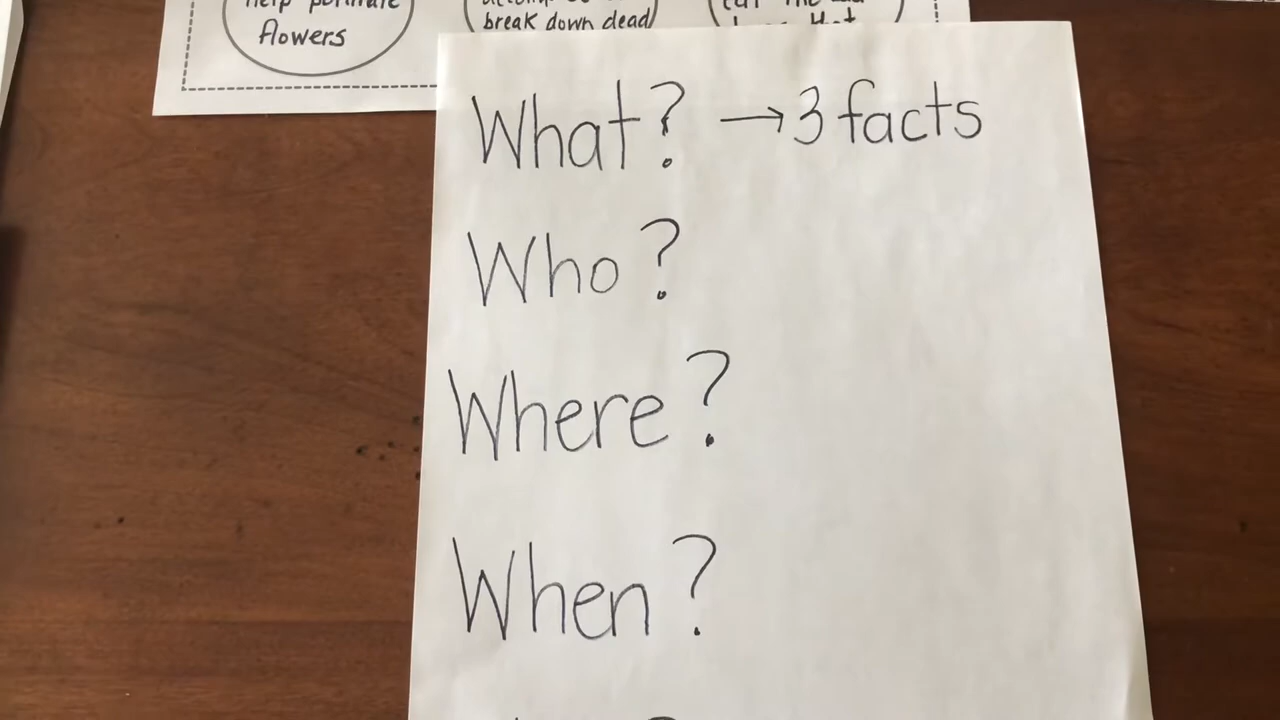 help pollinate
flowers
break down dead
What? →3 facts
Who?
Where?
When?